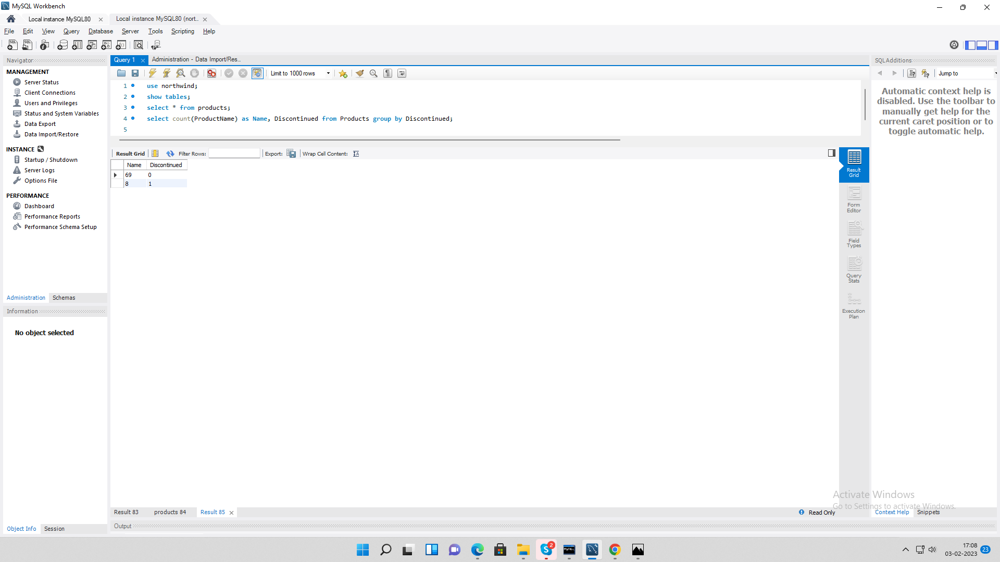 MySQL Workbench
Local instance MySQL80
Local instance MySQL80 (nort...
File Edit View Query Database Server Tools Scripting Help
Navigator
MANAGEMENT
Server Status
Client Connections
Users and Privileges
Status and System Variables
Data Export
Data Import/Restore
INSTANCE
Startup / Shutdown
Server Logs
Options File
PERFORMANCE
Dashboard
Performance Reports
Performance Schema Setup
Administration Schemas
Information
No object selected
Object Info Session
Query 1 Administration - Data Import/Res...
Limit to 1000 rows
1 use northwind;
2 show tables;
3 select * from products;
4 select count(ProductName) as Name, Discontinued from Products group by Discontinued;
5
Result Grid Filter Rows: Export: Wrap Cell Content:
Name Discontinued
69 0
8 1
Result Grid
Form Editor
Field Types
Query Stats
Execution Plan
Result 83 products 84 Result 85 Read Only
Output
SQLAdditions
Jump to
Automatic context help is
disabled. Use the toolbar to
manually get help for the
current caret position or to
toggle automatic help.
Activate Windows
Go to Settings to activate Windows.
Context Help Snippets
2
MySQL
17:08
03-02-2023
23